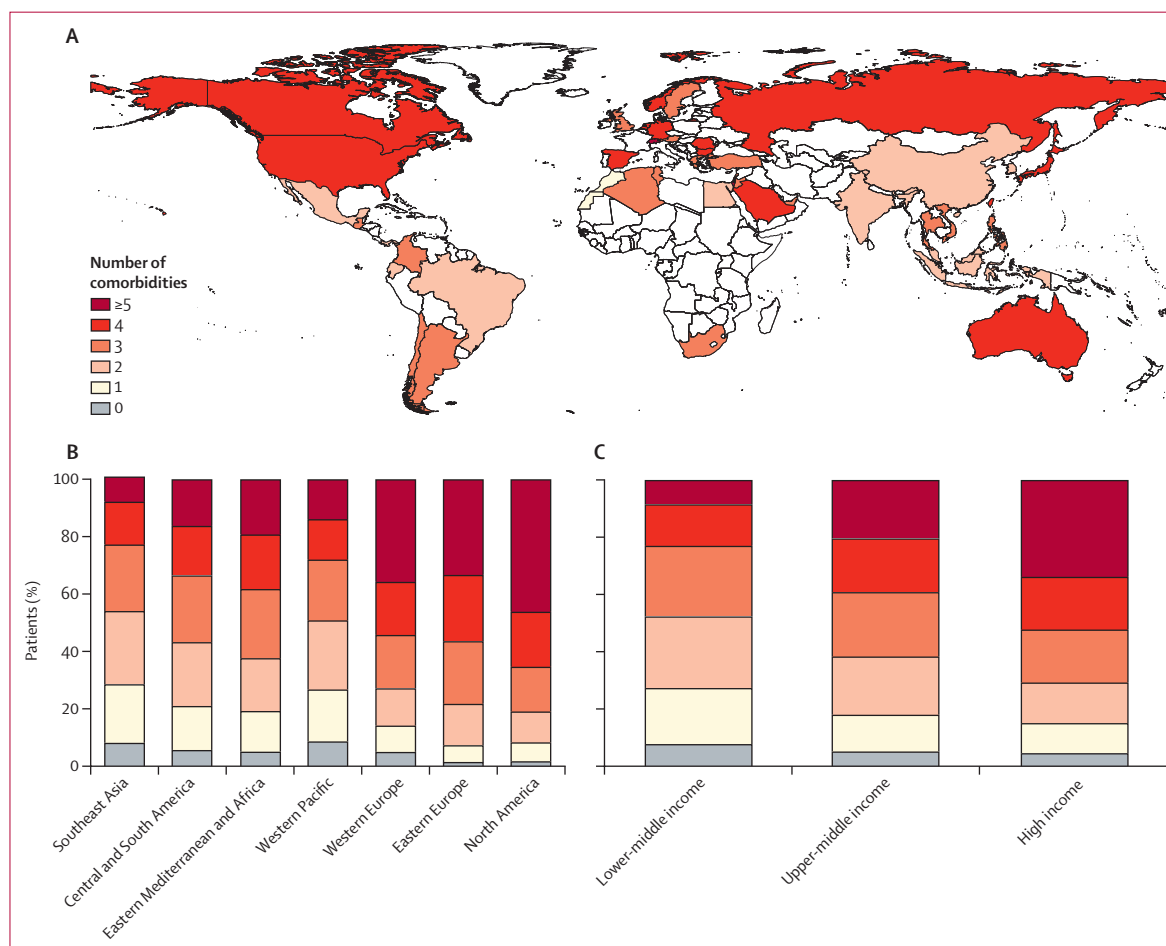 A
Number of
comorbidities
≥5
4
3
2
1
0
B
C
Patients (%)
100
80
60
40
20
0
Southeast Asia
Central and South America
Eastern Mediterranean and Africa
Western Pacific
Western Europe
Eastern Europe
North America
Lower-middle income
Upper-middle income
High income